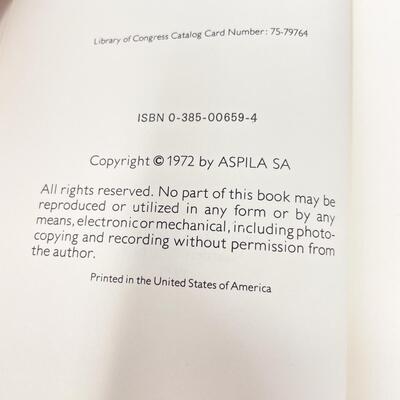 Library of Congress Catalog Card Number: 75-79764
ISBN 0-385-00659-4
Copyright © 1972 by ASPILA SA
All rights reserved. No part of this book may be
reproduced or utilized in any form or by any
means, electronic or mechanical, including photo-
copying and recording without permission from
the author.
Printed in the United States of America